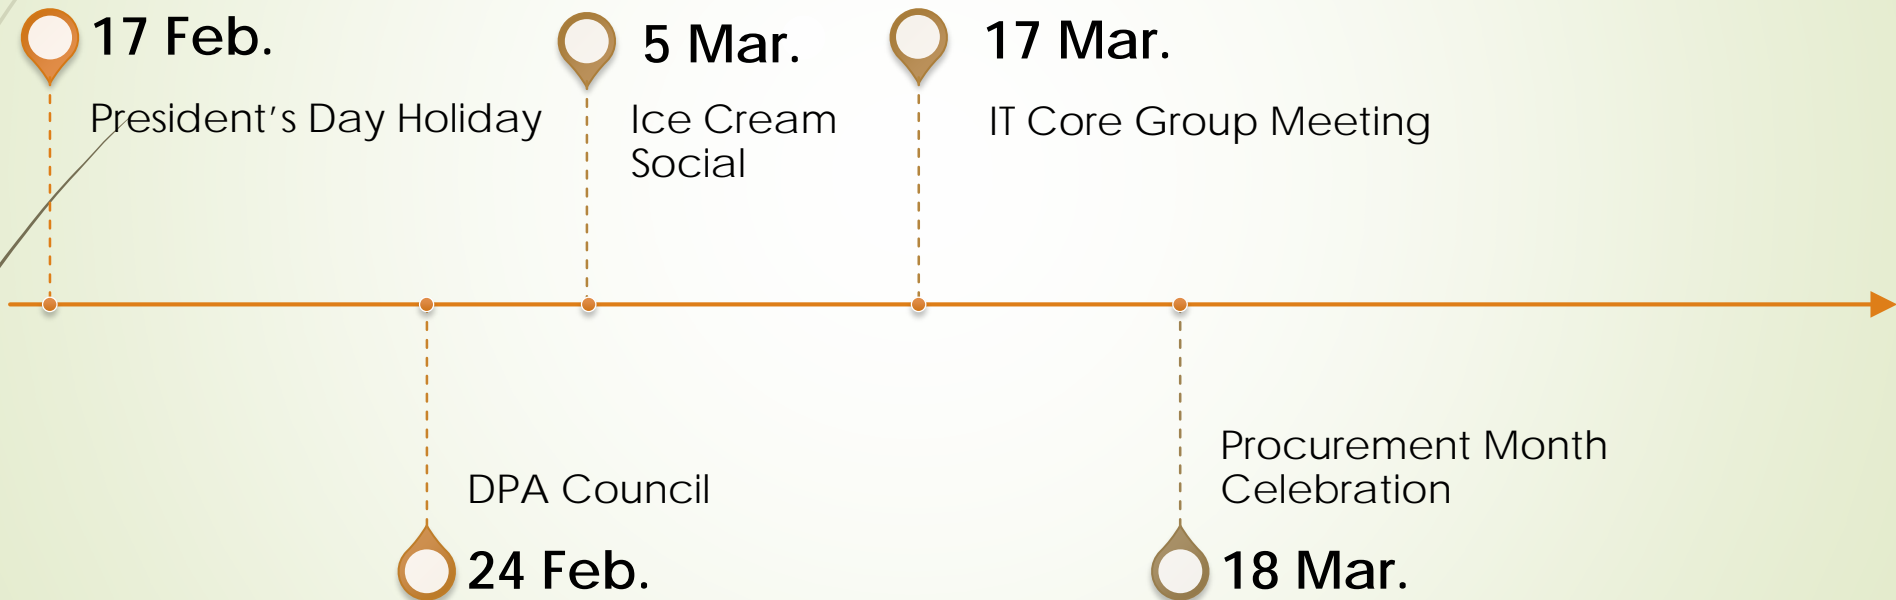 17 Feb.
President’s Day Holiday
5 Mar.
Ice Cream
Social
17 Mar.
IT Core Group Meeting
DPA Council
24 Feb.
Procurement Month
Celebration
18 Mar.